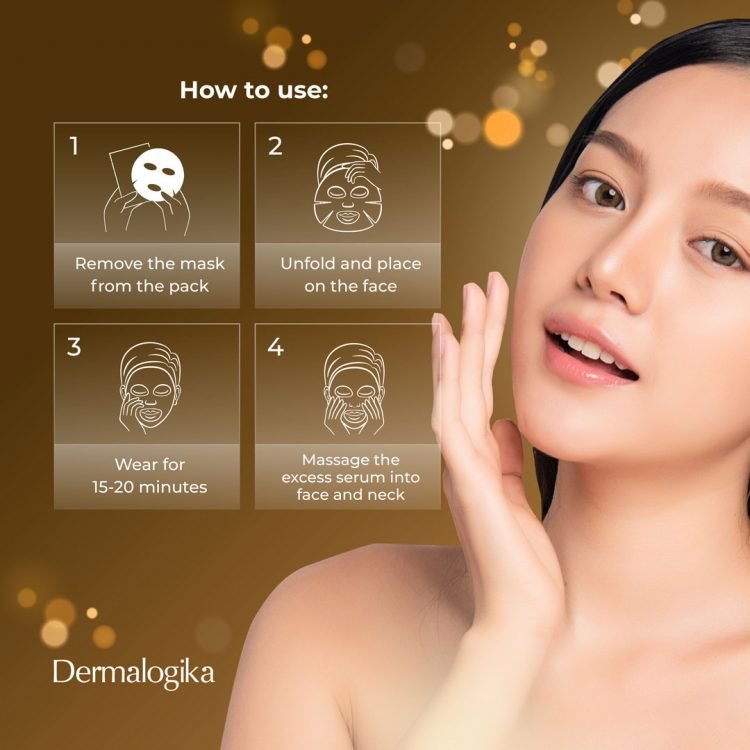 How to use:
1
Remove the mask
from the pack
2
Unfold and place
on the face
3
Wear for
15-20 minutes
4
Massage the
excess serum into
face and neck
Dermalogika